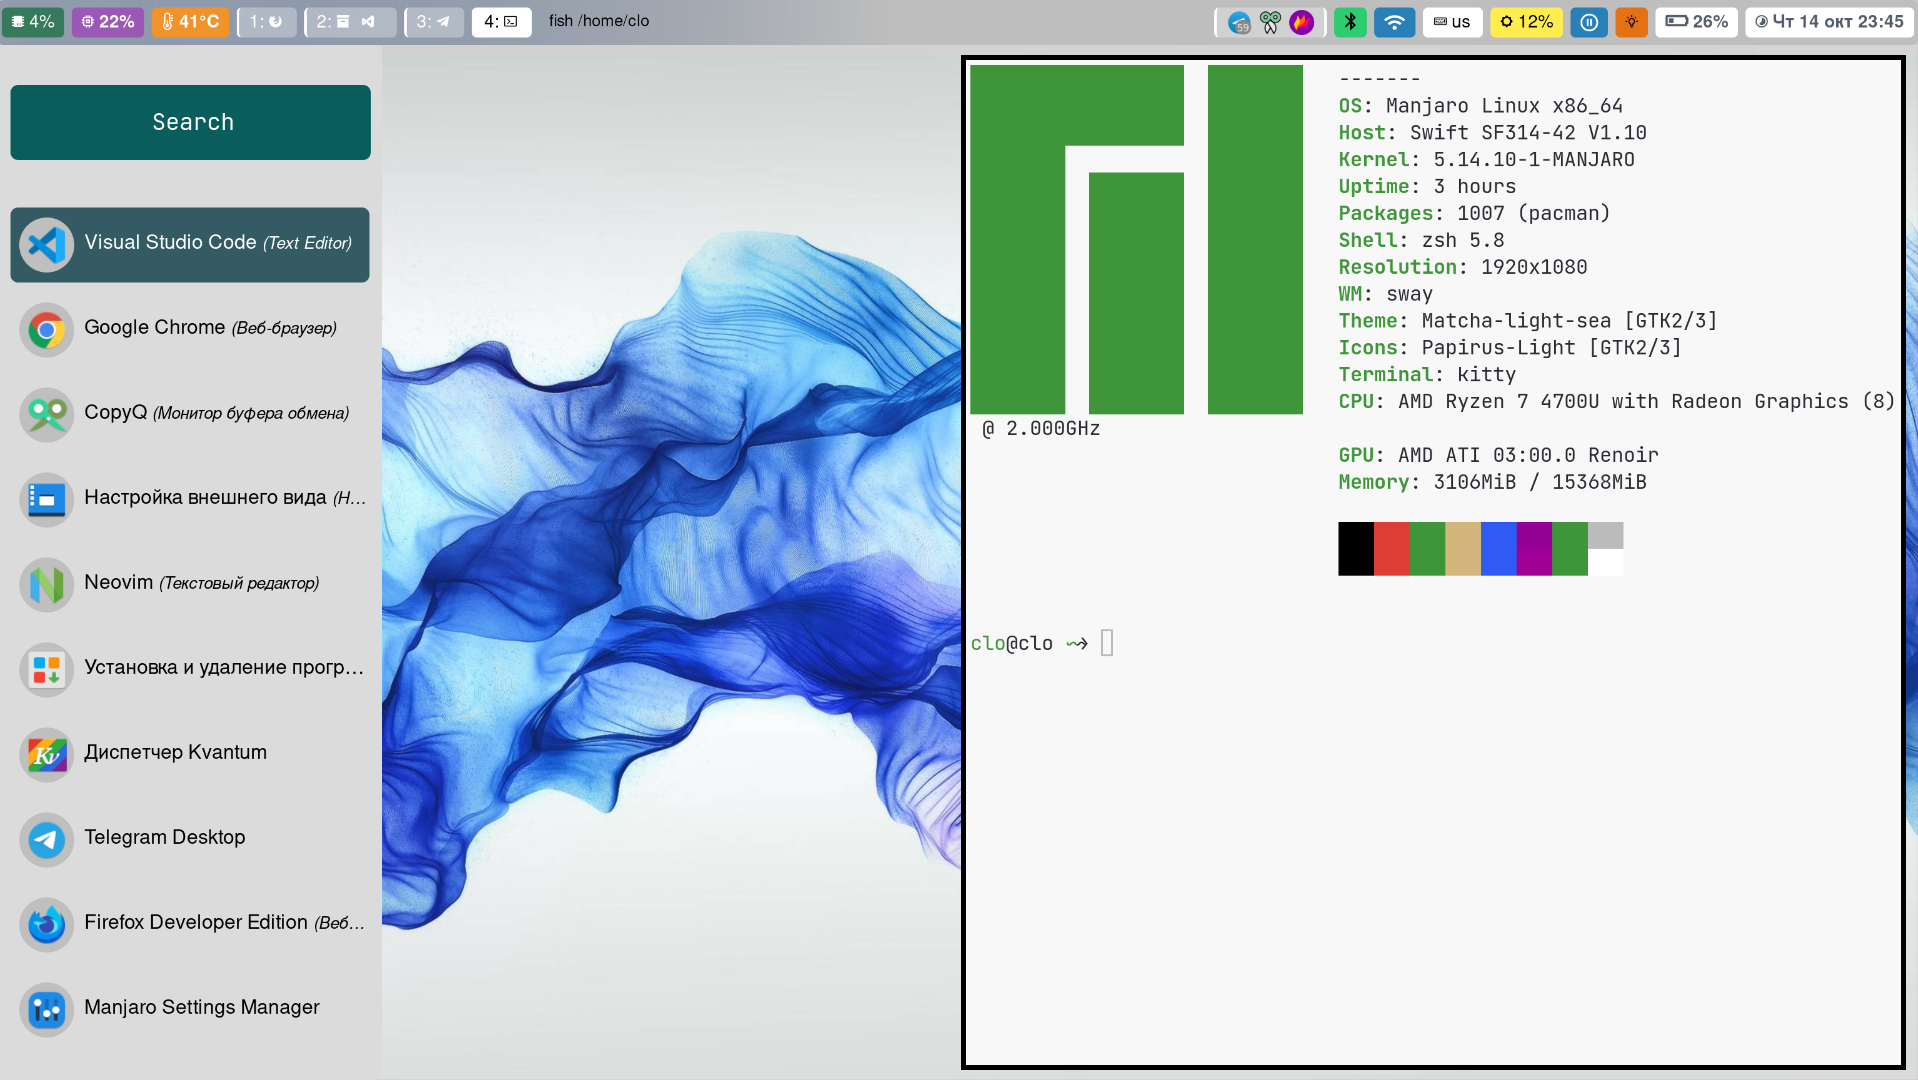 4% 22% 41°C 1: 2: 3: 4: fish /home/clo 59 us 12% 26% Чт 14 окт 23:45
Search
Visual Studio Code (Text Editor)
Google Chrome (Веб-браузер)
CopyQ (Монитор буфера обмена)
Настройка внешнего вида (Н…
Neovim (Текстовый редактор)
Установка и удаление прогр…
Kv
Диспетчер Kvantum
Telegram Desktop
Firefox Developer Edition (Веб…
Manjaro Settings Manager
-------
OS: Manjaro Linux x86_64
Host: Swift SF314-42 V1.10
Kernel: 5.14.10-1-MANJARO
Uptime: 3 hours
Packages: 1007 (pacman)
Shell: zsh 5.8
Resolution: 1920x1080
WM: sway
Theme: Matcha-light-sea [GTK2/3]
Icons: Papirus-Light [GTK2/3]
Terminal: kitty
CPU: AMD Ryzen 7 4700U with Radeon Graphics (8)
@ 2.000GHz
GPU: AMD ATI 03:00.0 Renoir
Memory: 3106MiB / 15368MiB
clo@clo ⤳